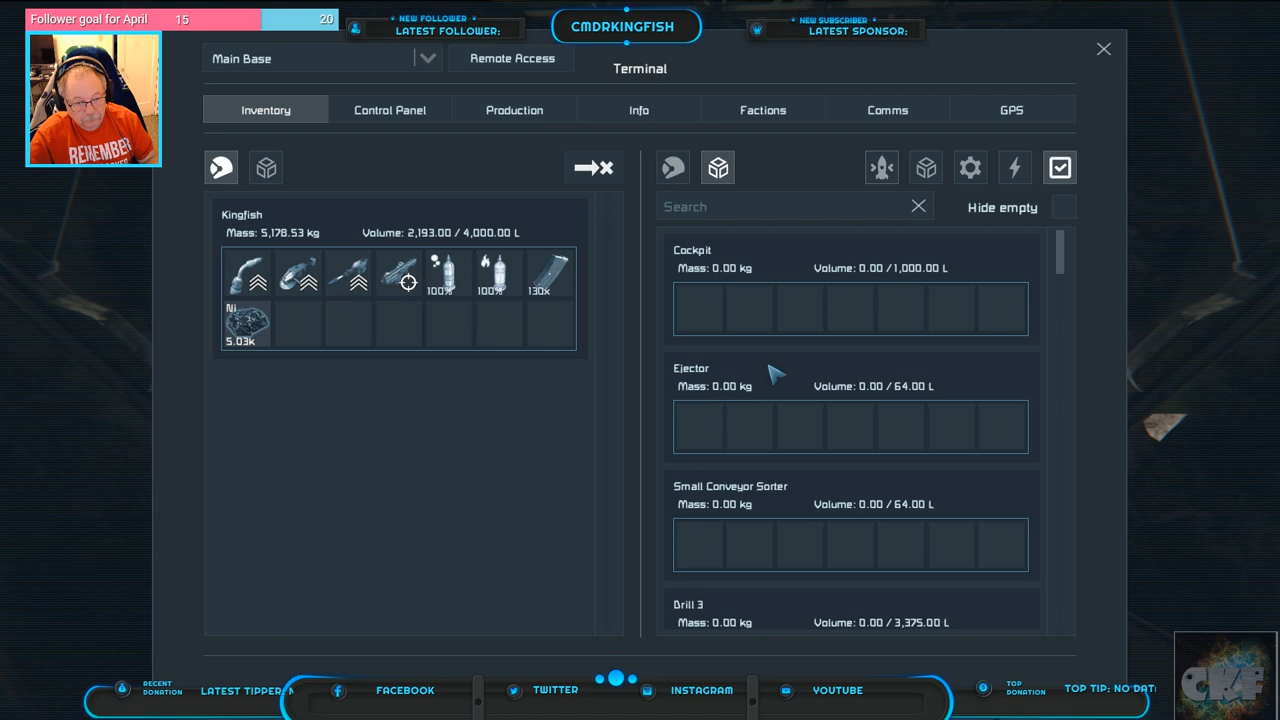 Follower goal for April 15 20
NEW FOLLOWER
LATEST FOLLOWER:
CMDRKINGFISH
NEW SUBSCRIBER
LATEST SPONSOR:
Main Base
Remote Access
Terminal
Inventory
Control Panel
Production
Info
Factions
Comms
GPS
REMEMBER
Search
Hide empty
Kingfish
Mass: 5,178.53 kg Volume: 2,193.00 / 4,000.00 L
100% 100% 130x
Ni
5.03k
Cockpit
Mass: 0.00 kg Volume: 0.00 / 1,000.00 L
Ejector
Mass: 0.00 kg Volume: 0.00 / 64.00 L
Small Conveyor Sorter
Mass: 0.00 kg Volume: 0.00 / 64.00 L
Drill 3
Mass: 0.00 kg Volume: 0.00 / 3,375.00 L
RECENT
DONATION
LATEST TIPPER:
FACEBOOK
TWITTER
INSTAGRAM
YOUTUBE
TOP
DONATION
TOP TIP: NO DAT
CKF